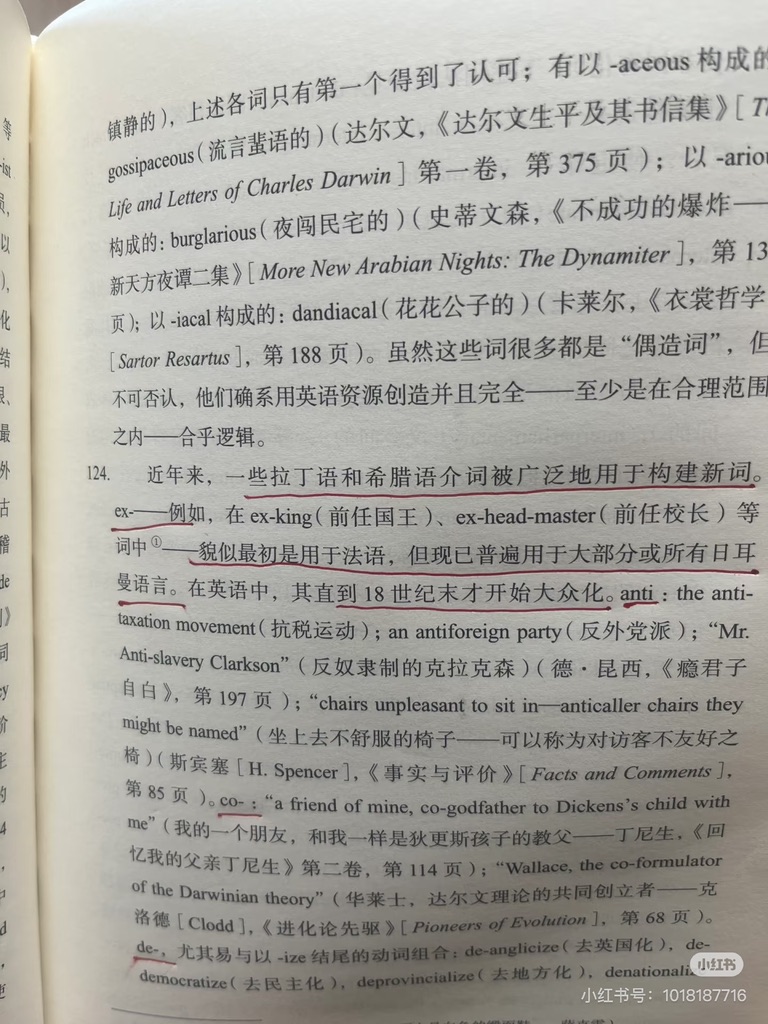 等
-ist
以
化
结
最
外
古
稽
de
同
阶
的
4
镇静的），上述各词只有第一个得到了认可；有以 -aceous 构成的
gossipaceous（流言蜚语的）（达尔文，《达尔文生平及其书信集》[
Life and Letters of Charles Darwin］第一卷，第 375 页）；以
构成的：burglarious（夜闯民宅的）（史蒂文森，《不成功的爆炸——
新天方夜谭二集》[More New Arabian Nights: The Dynamiter］，第 13
页）；以 -iacal 构成的：dandiacal（花花公子的）（卡莱尔，《衣裳哲学
［Sartor Resartus］，第 188 页）。虽然这些词很多都是“偶造词”，但
不可否认，他们确系用英语资源创造并且完全——至少是在合理范围
之内——合乎逻辑。
124. 近年来，一些拉丁语和希腊语介词被广泛地用于构建新词。
ex-——例如，在 ex-king（前任国王）、ex-head-master（前任校长）等
词中①——貌似最初是用于法语，但现已普遍用于大部分或所有日耳
曼语言。在英语中，其直到 18 世纪末才开始大众化。anti：the anti-
taxation movement（抗税运动）；an antiforeign party（反外党派）；“Mr.
Anti-slavery Clarkson”（反奴隶制的克拉克森）（德·昆西，《瘾君子
自白》，第 197 页）；“chairs unpleasant to sit in—anticaller chairs they
might be named”（坐上去不舒服的椅子——可以称为对访客不友好之
椅）（斯宾塞［H. Spencer］，《事实与评价》［Facts and Comments］，
第 85 页）。co-：“a friend of mine, co-godfather to Dickens's child with
me”（我的一个朋友，和我一样是狄更斯孩子的教父——丁尼生，《回
忆我的父亲丁尼生》第二卷，第 114 页）；“Wallace, the co-formulator
of the Darwinian theory”（华莱士，达尔文理论的共同创立者——克
洛德［Clodd］，《进化论先驱》［Pioneers of Evolution］，第 68 页）。
de-，尤其易与以 -ize 结尾的动词组合：de-anglicize（去英国化），de-
democratize（去民主化），deprovincialize（去地方化），
小红书
小红书号：1018187716